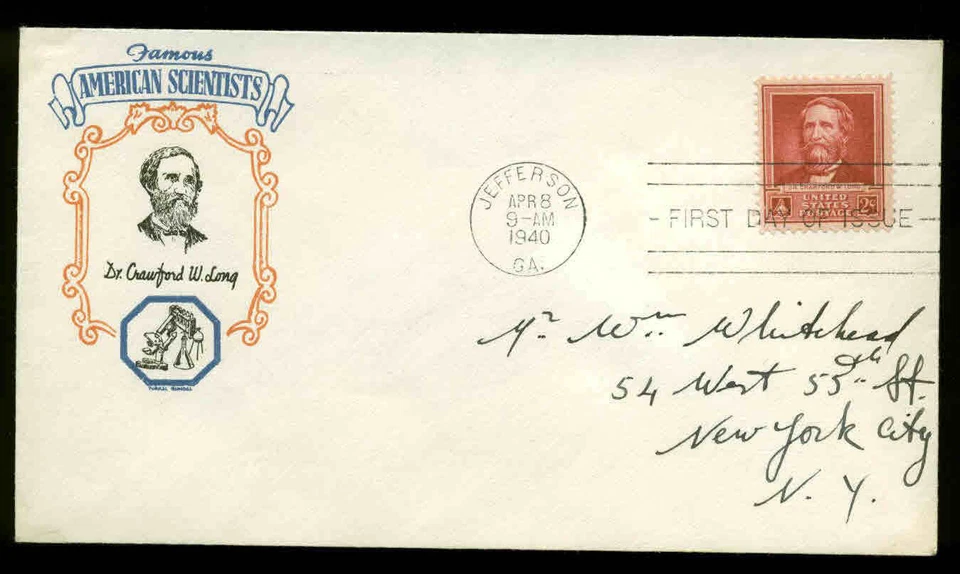 Famous
AMERICAN SCIENTISTS
Dr. Crawford W. Long
JEFFERSON
APR 8
9-AM
1940
GA.
UNITED
STATES
POSTAGE
2¢
FIRST DAY OF ISSUE
Mr Wm Whitehead
54 West 55th St.
New York City
N. Y.